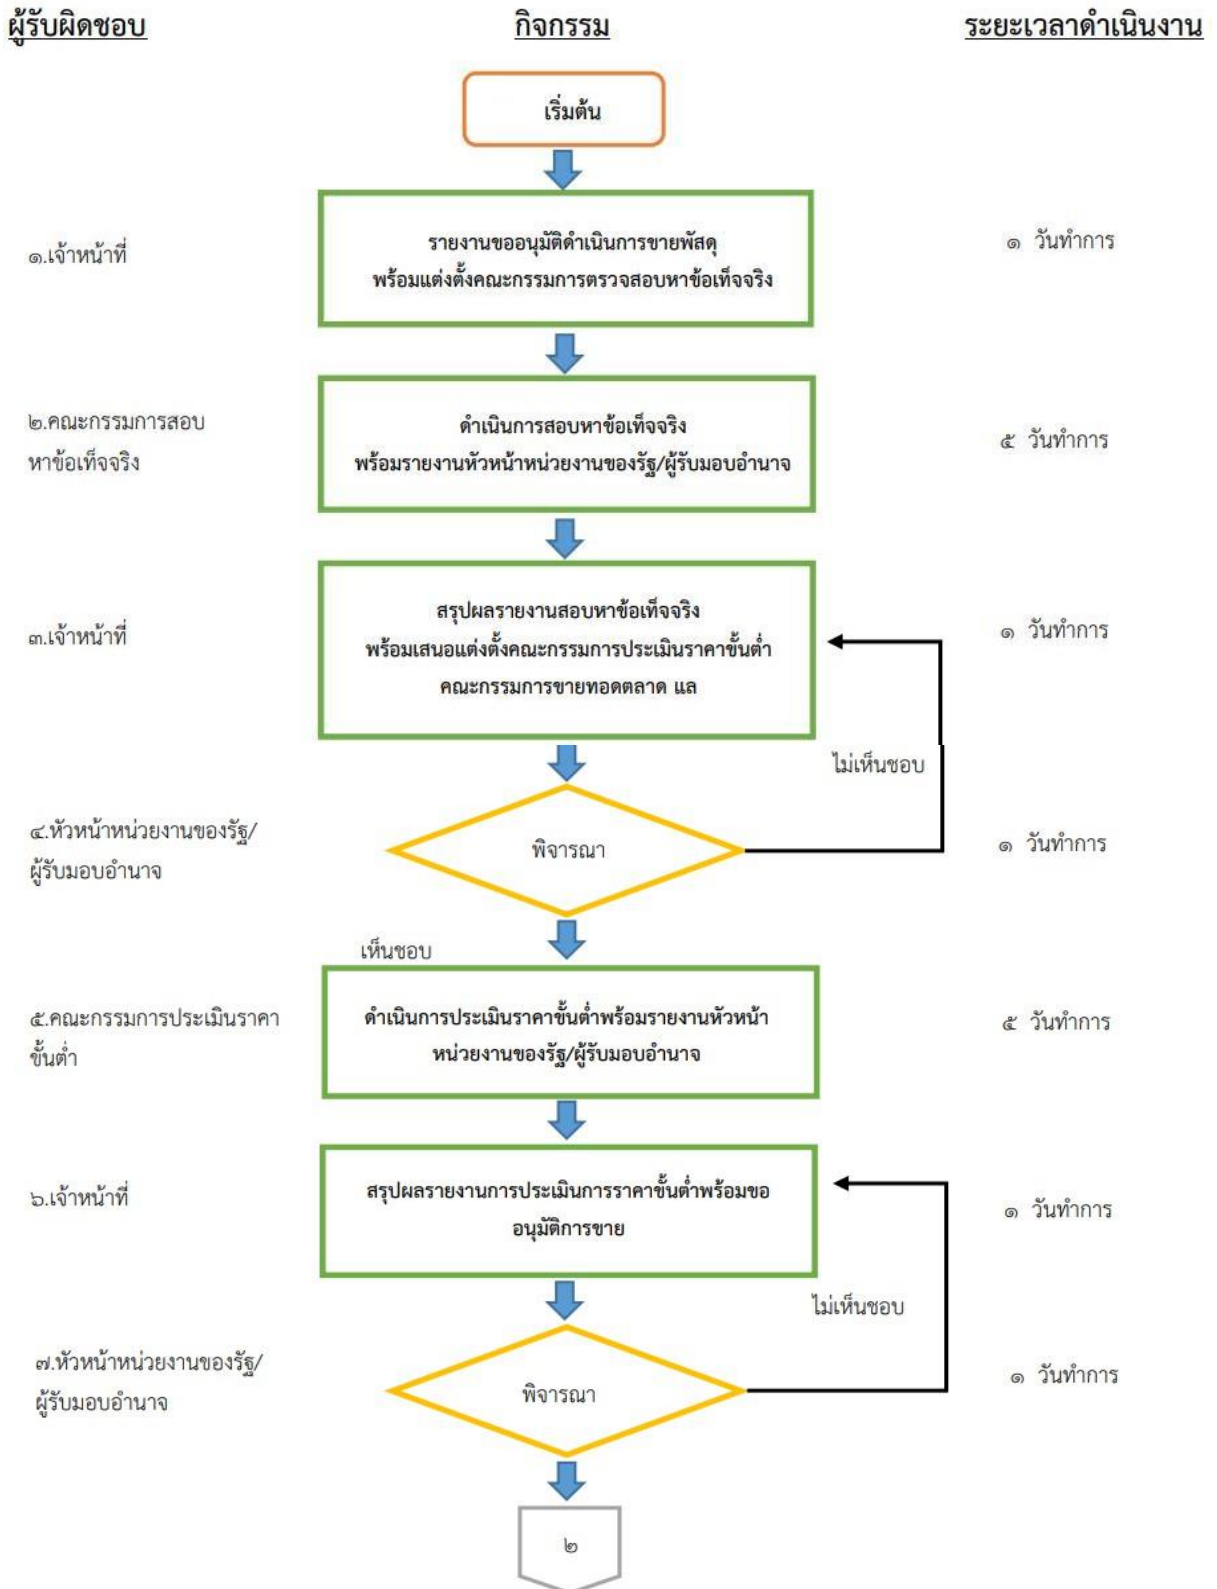 ผู้รับผิดชอบ
กิจกรรม
ระยะเวลาดำเนินงาน
เริ่มต้น
๑.เจ้าหน้าที่
รายงานขออนุมัติดำเนินการขายพัสดุ
พร้อมแต่งตั้งคณะกรรมการตรวจสอบหาข้อเท็จจริง
๑ วันทำการ
๒.คณะกรรมการสอบ
หาข้อเท็จจริง
ดำเนินการสอบหาข้อเท็จจริง
พร้อมรายงานหัวหน้าหน่วยงานของรัฐ/ผู้รับมอบอำนาจ
๕ วันทำการ
๓.เจ้าหน้าที่
สรุปผลรายงานสอบหาข้อเท็จจริง
พร้อมเสนอแต่งตั้งคณะกรรมการประเมินราคาขั้นต่ำ
คณะกรรมการขายทอดตลาด แล
๑ วันทำการ
ไม่เห็นชอบ
๔.หัวหน้าหน่วยงานของรัฐ/
ผู้รับมอบอำนาจ
พิจารณา
๑ วันทำการ
เห็นชอบ
๕.คณะกรรมการประเมินราคา
ขั้นต่ำ
ดำเนินการประเมินราคาขั้นต่ำพร้อมรายงานหัวหน้า
หน่วยงานของรัฐ/ผู้รับมอบอำนาจ
๕ วันทำการ
๖.เจ้าหน้าที่
สรุปผลรายงานการประเมินการราคาขั้นต่ำพร้อมขอ
อนุมัติการขาย
๑ วันทำการ
ไม่เห็นชอบ
๗.หัวหน้าหน่วยงานของรัฐ/
ผู้รับมอบอำนาจ
พิจารณา
๑ วันทำการ
๒